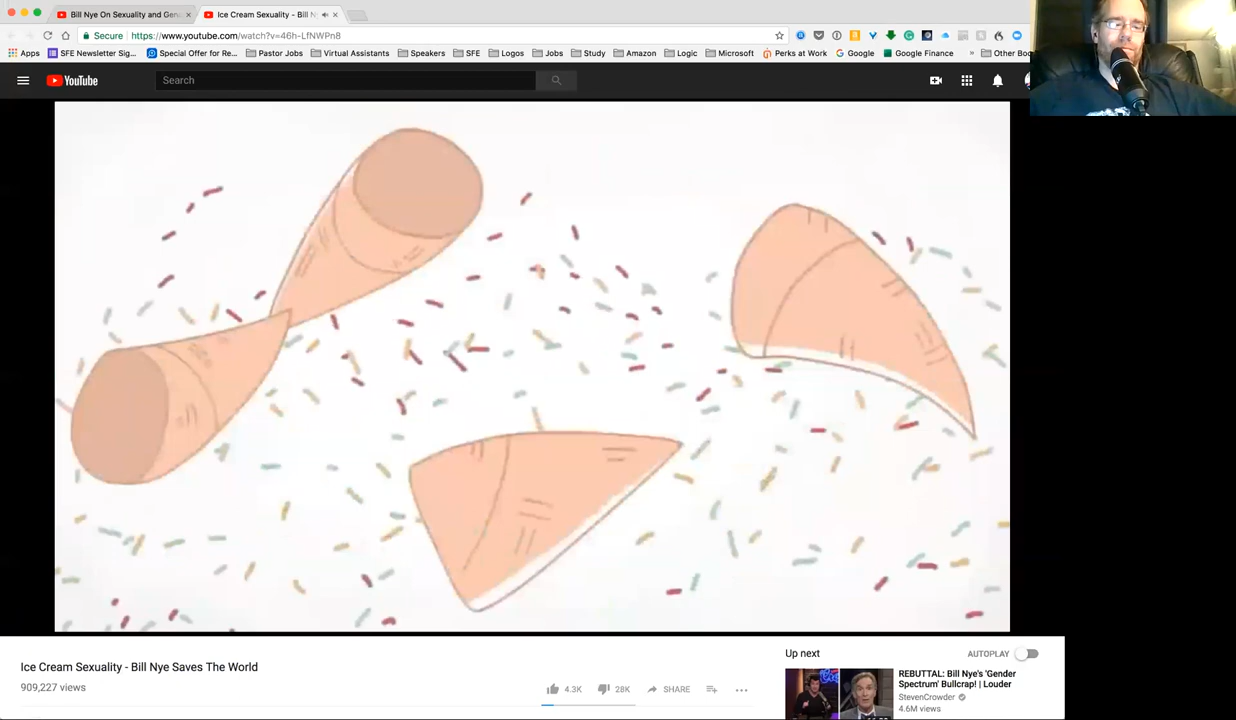 Bill Nye On Sexuality and Gen
Ice Cream Sexuality - Bill N
Secure
https://www.youtube.com/watch?v=46h-LfNWPn8
Apps
SFE Newsletter Sig...
Special Offer for Re...
Pastor Jobs
Virtual Assistants
Speakers
SFE
Logos
Jobs
Study
Amazon
Logic
Microsoft
Perks at Work
Google
Google Finance
Other Boo
YouTube
Search
Ice Cream Sexuality - Bill Nye Saves The World
909,227 views
4.3K
28K
SHARE
Up next
AUTOPLAY
REBUTTAL: Bill Nye's 'Gender
Spectrum' Bullcrap! | Louder
StevenCrowder
4.6M views